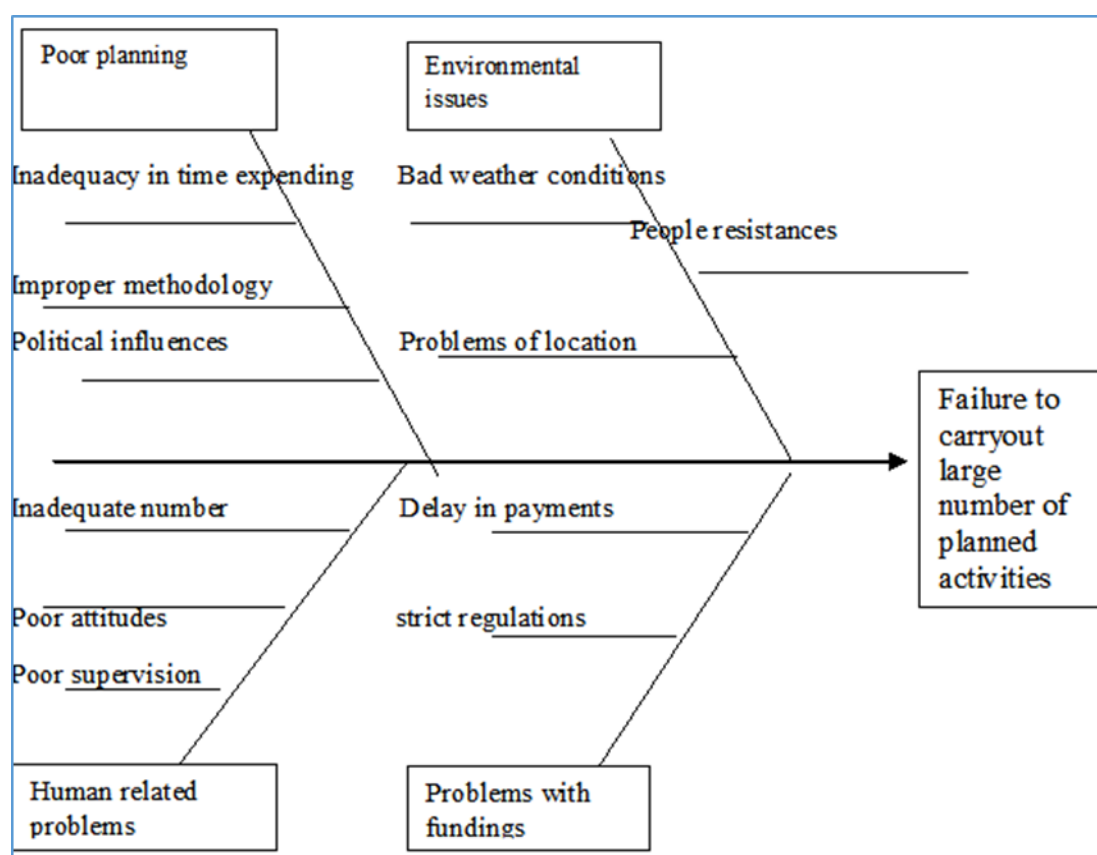 Poor planning
Environmental
issues
Inadequacy in time expending
Bad weather conditions
People resistances
Improper methodology
Political influences
Problems of location
Failure to
carryout
large
number of
planned
activities
Inadequate number
Delay in payments
Poor attitudes
strict regulations
Poor supervision
Human related
problems
Problems with
fundings